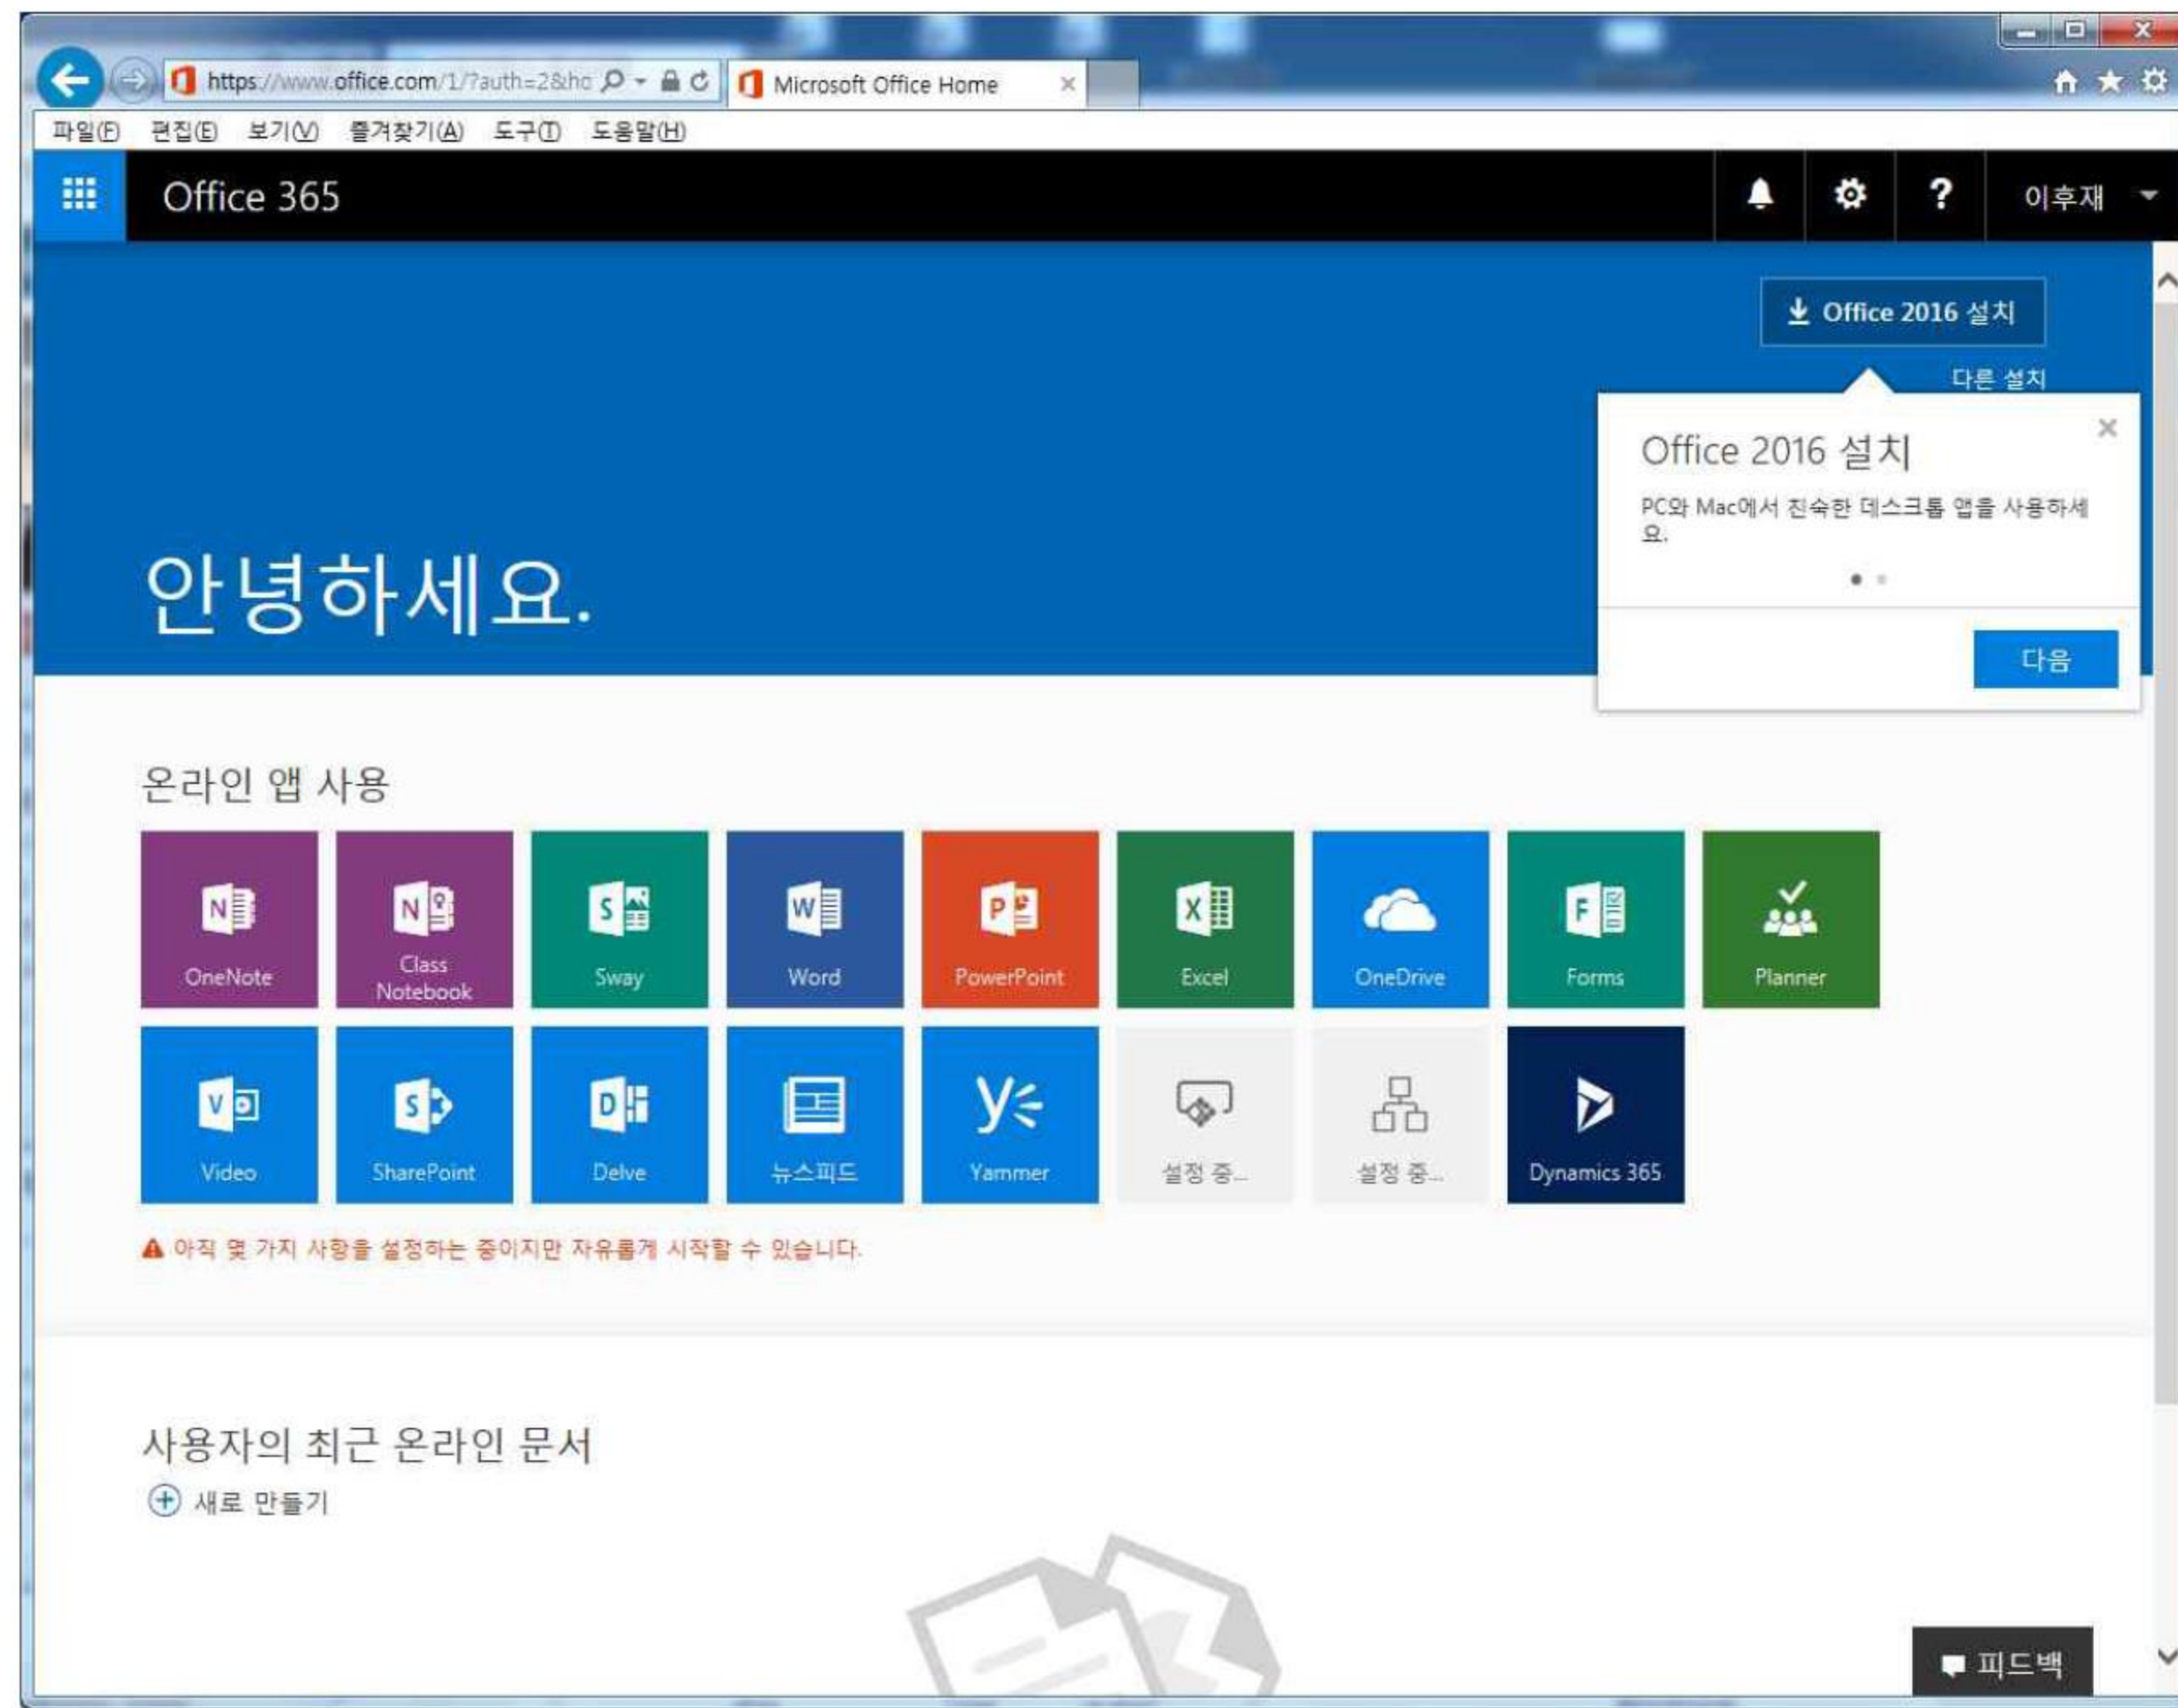 https://www.office.com/1/?auth=2&ho
Microsoft Office Home
파일(F) 편집(E) 보기(V) 즐겨찾기(A) 도구(T) 도움말(H)
Office 365
? 이후재
Office 2016 설치
다른 설치
Office 2016 설치
PC와 Mac에서 친숙한 데스크톱 앱을 사용하세
요.
다음
안녕하세요.
온라인 앱 사용
OneNote
Class
Notebook
Sway
Word
PowerPoint
Excel
OneDrive
Forms
Planner
Video
SharePoint
Delve
뉴스피드
Yammer
설정 중...
설정 중...
Dynamics 365
아직 몇 가지 사항을 설정하는 중이지만 자유롭게 시작할 수 있습니다.
사용자의 최근 온라인 문서
새로 만들기
피드백